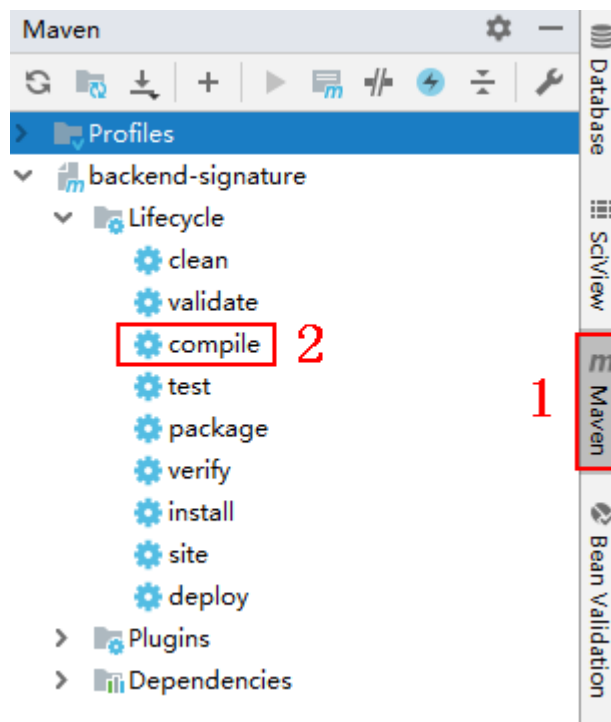 Maven
Profiles
backend-signature
Lifecycle
clean
validate
compile
2
test
package
verify
install
site
deploy
Plugins
Dependencies
Database
SciView
1
Maven
Bean Validation